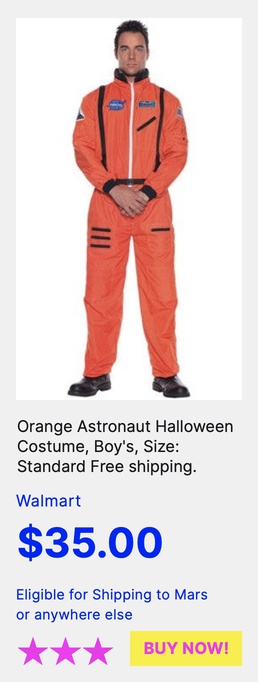 Orange Astronaut Halloween
Costume, Boy's, Size:
Standard Free shipping.
Walmart
$35.00
Eligible for Shipping to Mars
or anywhere else
BUY NOW!